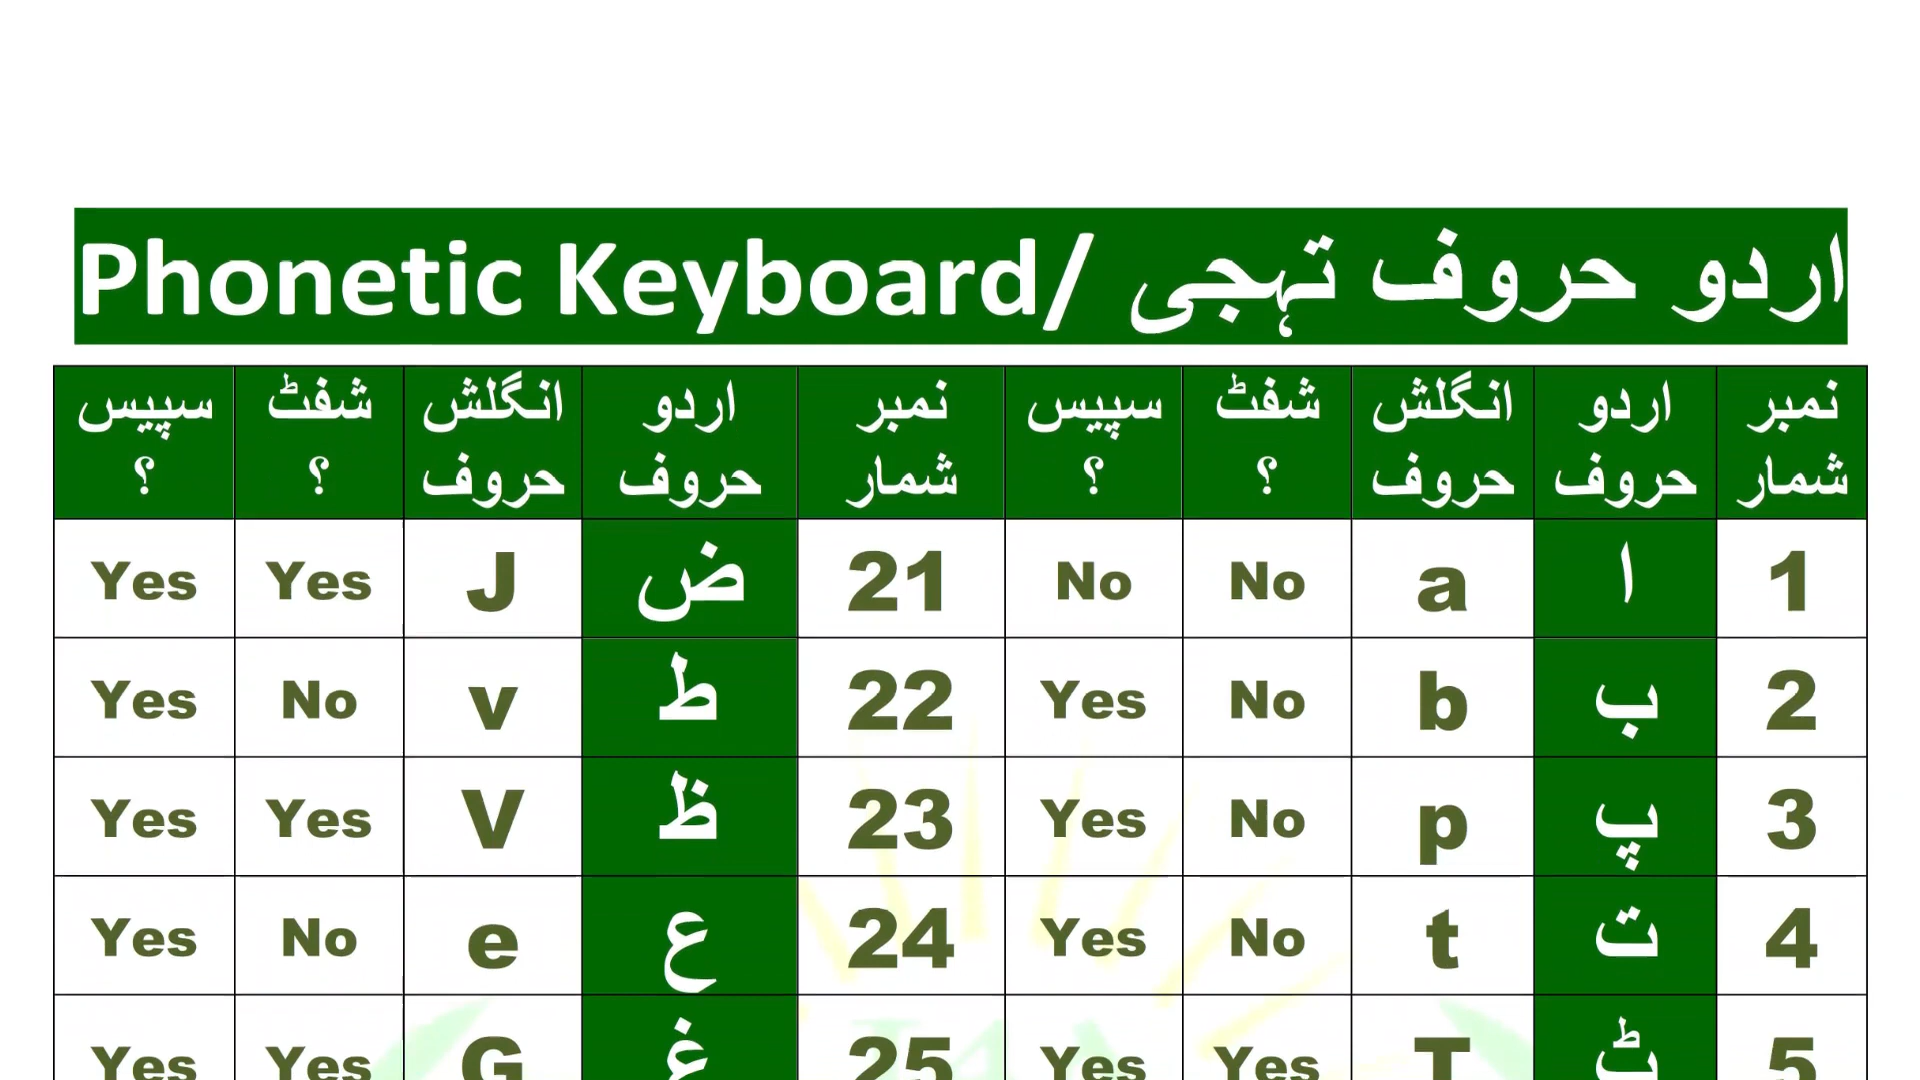 اردو حروف تہجی /Phonetic Keyboard
نمبر شمار اردو حروف انگلش حروف شفٹ ؟ سپیس ؟ نمبر شمار اردو حروف انگلش حروف شفٹ ؟ سپیس ؟
1 ا a No No 21 ض J Yes Yes
2 ب b No Yes 22 ط v No Yes
3 پ p No Yes 23 ظ V Yes Yes
4 ت t No Yes 24 ع e No Yes
5 ٹ T Yes Yes 25 غ G Yes Yes